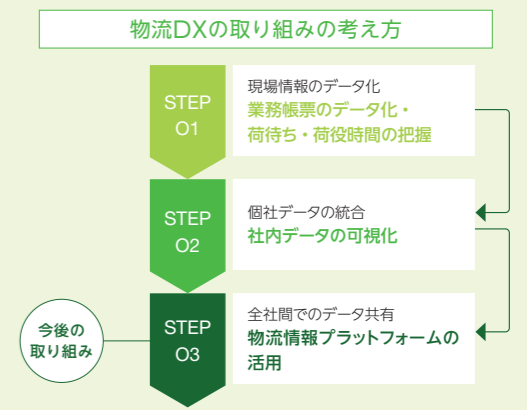 物流DXの取り組みの考え方
STEP
01
現場情報のデータ化
業務帳票のデータ化・
荷待ち・荷役時間の把握
STEP
02
個社データの統合
社内データの可視化
今後の
取り組み
STEP
03
全社間でのデータ共有
物流情報プラットフォームの
活用